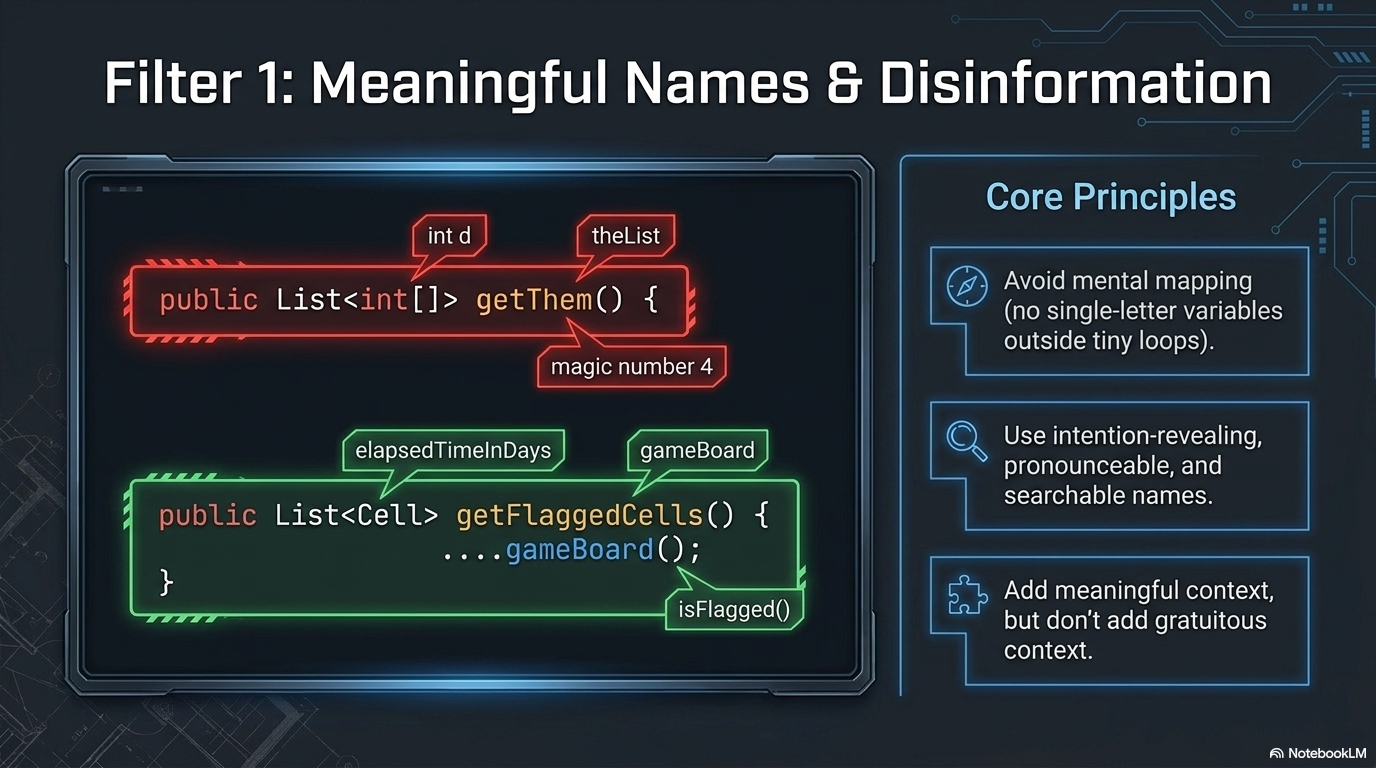 Filter 1: Meaningful Names & Disinformation
int d
theList
public List<int[]> getThem() {
magic number 4
elapsedTimeInDays
gameBoard
public List<Cell> getFlaggedCells() {
....gameBoard();
}
isFlagged()
Core Principles
Avoid mental mapping
(no single-letter variables
outside tiny loops).
Use intention-revealing,
pronounceable, and
searchable names.
Add meaningful context,
but don’t add gratuitous
context.
NotebookLM